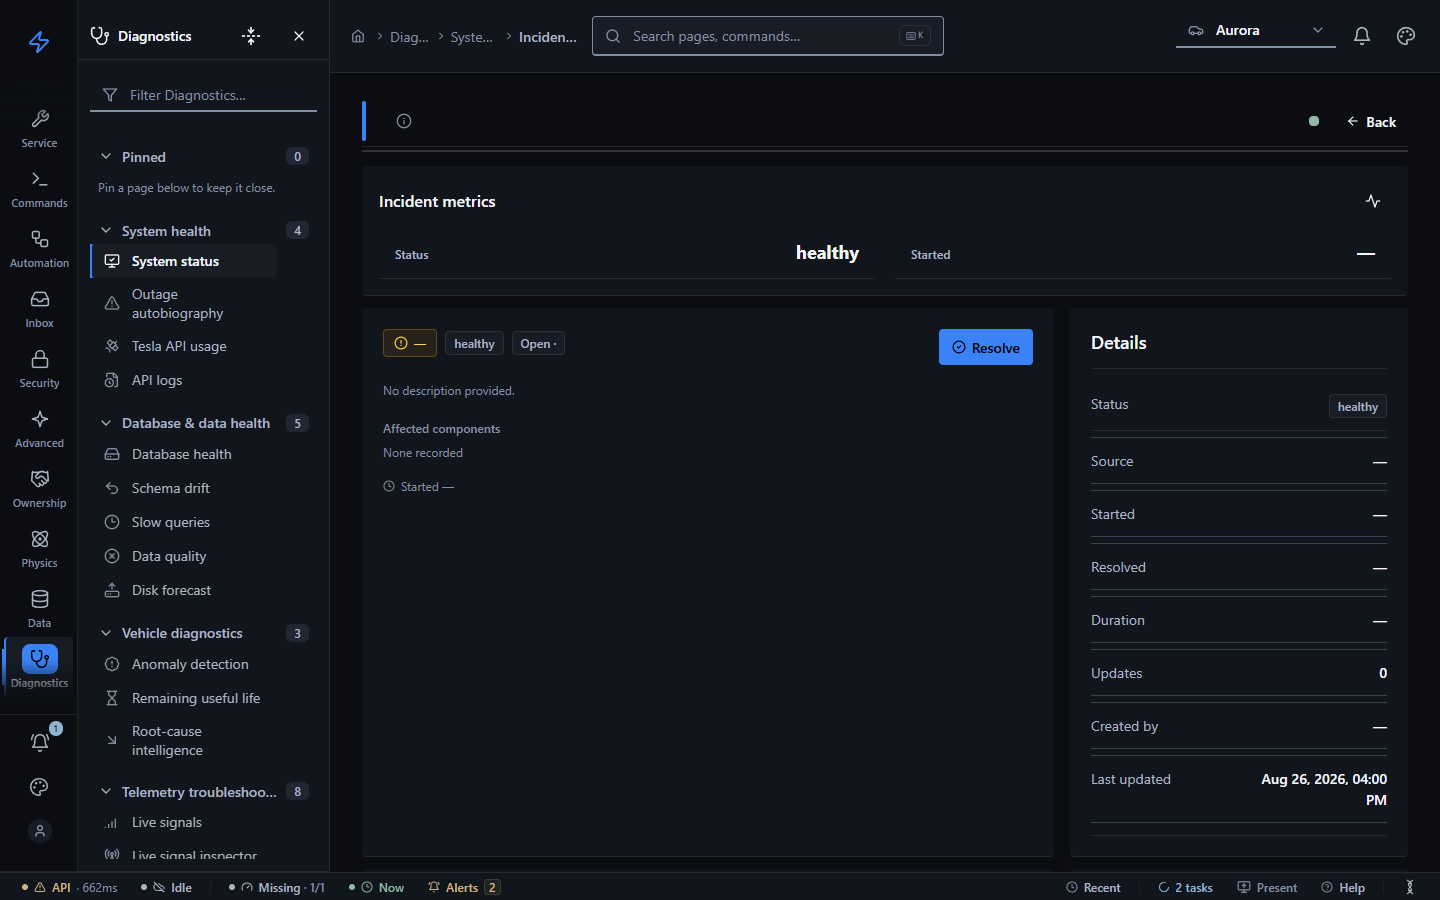 Diagnostics
Filter Diagnostics...
Service
Commands
Automation
Inbox
Security
Advanced
Ownership
Physics
Data
Diagnostics
1
Pinned 0
Pin a page below to keep it close.
System health 4
System status
Outage
autobiography
Tesla API usage
API logs
Database & data health 5
Database health
Schema drift
Slow queries
Data quality
Disk forecast
Vehicle diagnostics 3
Anomaly detection
Remaining useful life
Root-cause
intelligence
Telemetry troubleshoo... 8
Live signals
Live signal inspector
Diag... Syste... Inciden...
Search pages, commands... K
Aurora
Back
Incident metrics
Status healthy Started —
— healthy Open · Resolve
No description provided.
Affected components
None recorded
Started —
Details
Status healthy
Source —
Started —
Resolved —
Duration —
Updates 0
Created by —
Last updated Aug 26, 2026, 04:00
PM
API · 662ms Idle Missing · 1/1 Now Alerts 2 Recent 2 tasks Present Help